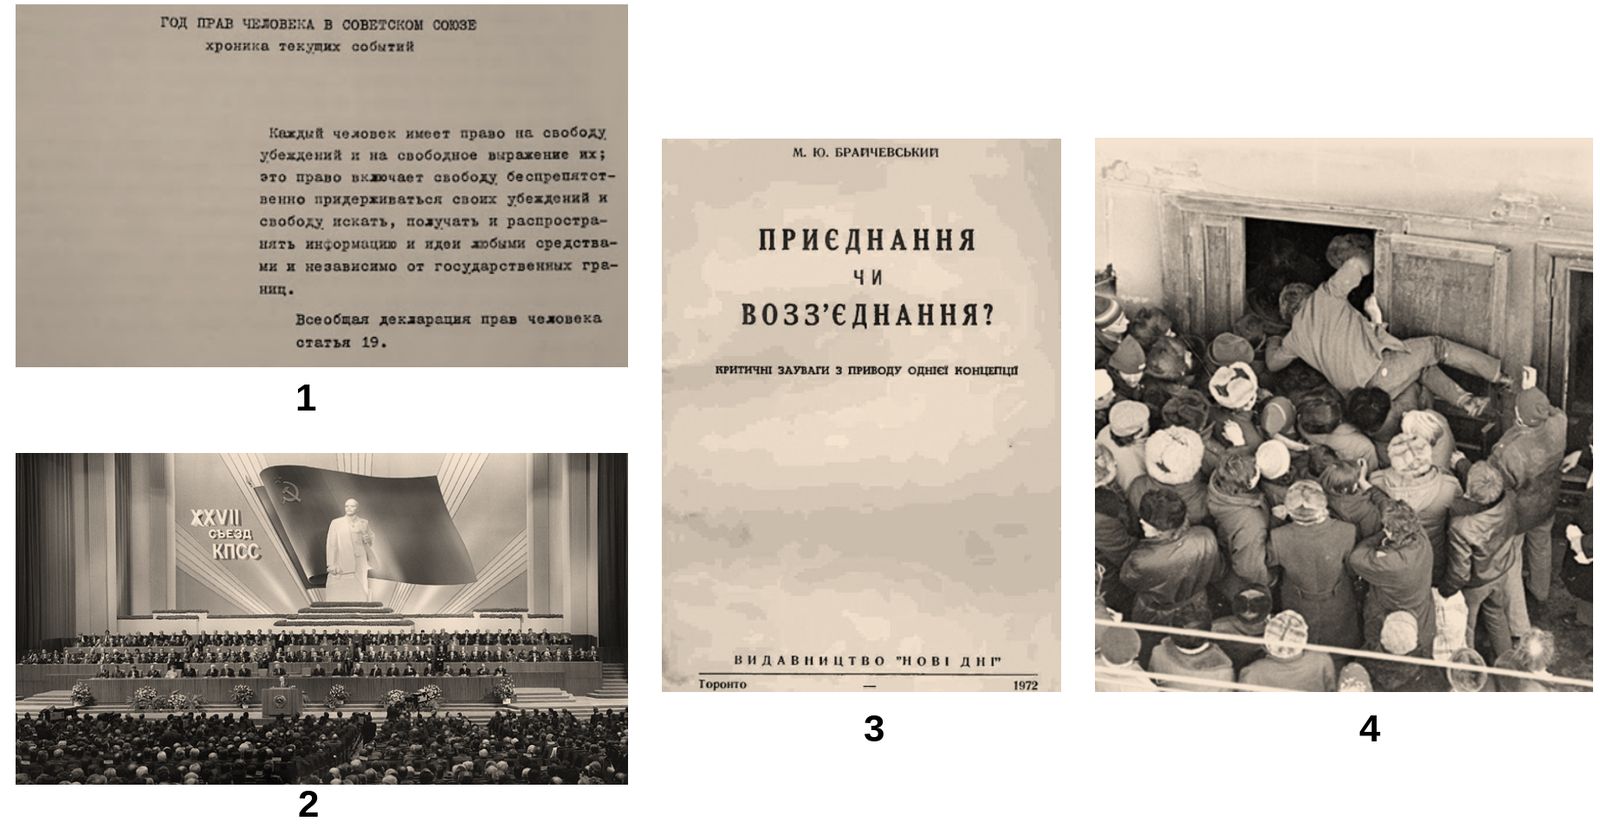 ГОД ПРАВ ЧЕЛОВЕКА В СОВЕТСКОМ СОЮЗЕ
хроника текущих событий
Каждый человек имеет право на свободу
убеждений и на свободное выражение их;
это право включает свободу беспрепятст-
венно придерживаться своих убеждений и
свободу искать, получать и распростра-
нять информацию и идеи любыми средства-
ми и независимо от государственных гра-
ниц.
Всеобщая декларация прав человека
статья 19.
1
XXVII
СЪЕЗД
КПСС
2
М. Ю. БРАЙЧЕВСЬКИЙ
ПРИЄДНАННЯ
ЧИ
ВОЗЗ’ЄДНАННЯ?
КРИТИЧНІ ЗАУВАГИ З ПРИВОДУ ОДНІЄЇ КОНЦЕПЦІЇ
ВИДАВНИЦТВО "НОВІ ДНІ"
Торонто — 1972
3
4